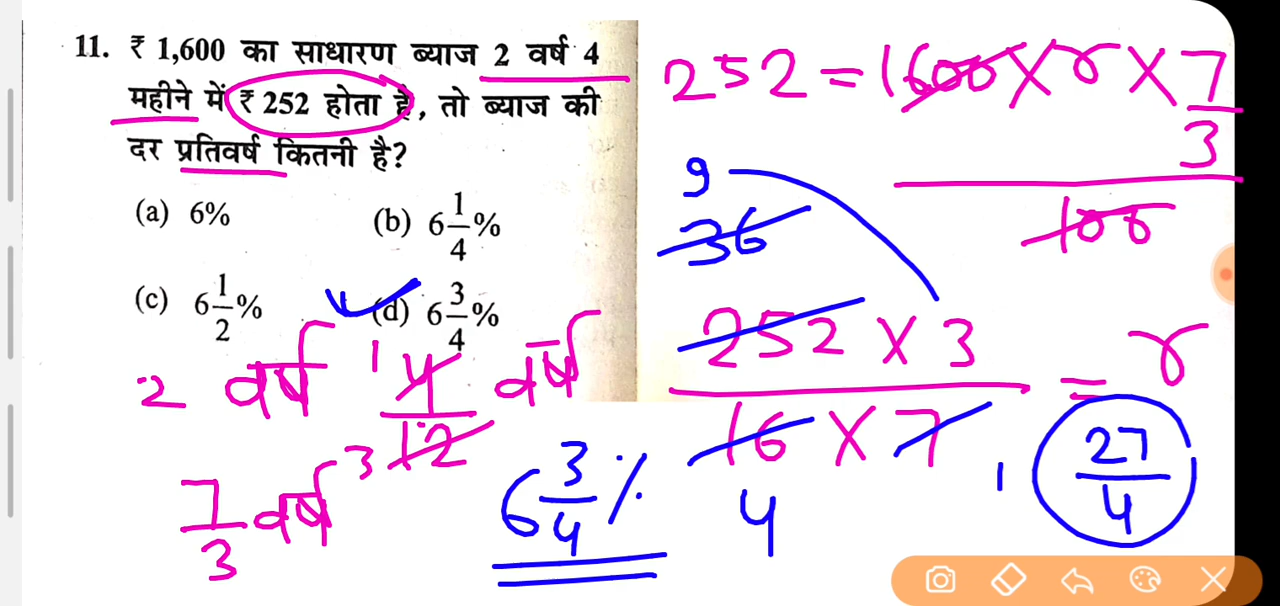 11. ₹ 1,600 का साधारण ब्याज 2 वर्ष 4
महीने में ₹ 252 होता है, तो ब्याज की
दर प्रतिवर्ष कितनी है?
(a) 6% (b) 6 1/4 %
(c) 6 1/2 % (d) 6 3/4 %
2 वर्ष 1 4/12 3 वर्ष
7/3 वर्ष
6 3/4 %
252 = 1600 × r × 7/3
100
9
36
252 × 3
16 × 7 = r
4
1 27/4